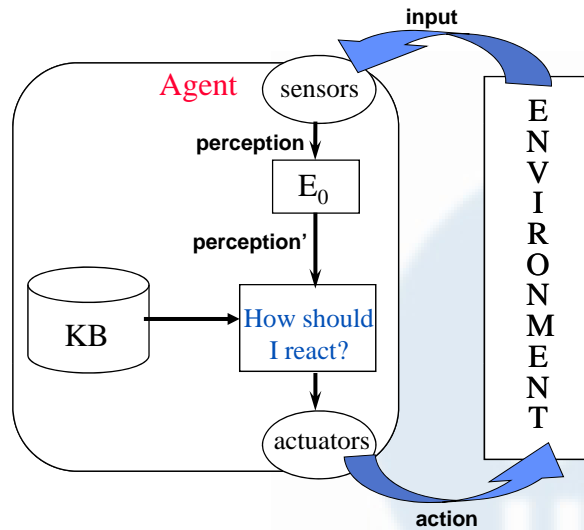 input
Agent
sensors
perception
E₀
perception’
KB
How should
I react?
actuators
action
E
N
V
I
R
O
N
M
E
N
T